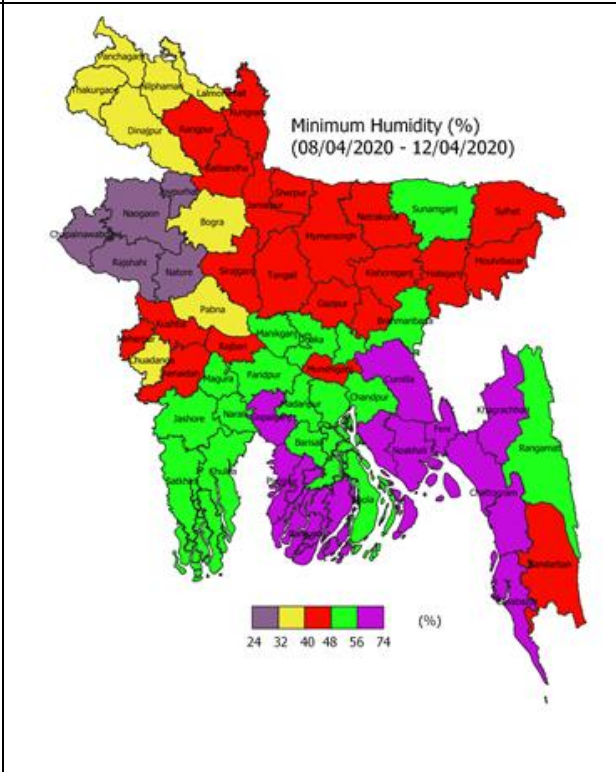 Panchagarh
Thakurgaon
Nilphamari
Lalmonirhat
Kurigram
Dinajpur
Rangpur
Gaibandha
Minimum Humidity (%)
(08/04/2020 - 12/04/2020)
Joypurhat
Naogaon
Bogra
Sherpur
Jamalpur
Sunamganj
Sylhet
Netrakona
Mymensingh
Chapainawabganj
Rajshahi
Natore
Sirajganj
Tangail
Kishoreganj
Habiganj
Moulvibazar
Pabna
Gazipur
Kushtia
Meherpur
Chuadanga
Rajbari
Manikganj
Dhaka
Brahmanbaria
Magura
Faridpur
Munshiganj
Cumilla
Jashore
Narail
Madaripur
Chandpur
Gopalganj
Khagrachhari
Feni
Rangamati
Noakhali
Satkhira
Khulna
Barisal
Bhola
Chattogram
Bandarban
24 32 40 48 56 74
(%)